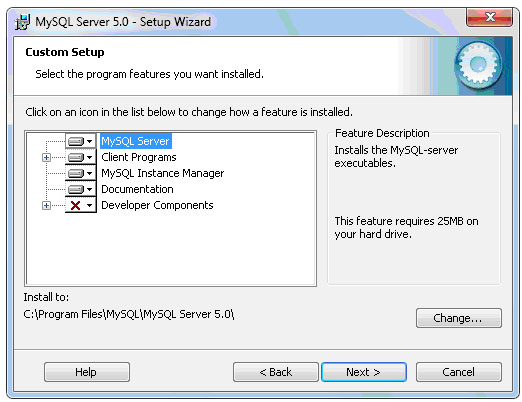 MySQL Server 5.0 - Setup Wizard
Custom Setup
Select the program features you want installed.
Click on an icon in the list below to change how a feature is installed.
MySQL Server
Client Programs
MySQL Instance Manager
Documentation
Developer Components
Feature Description
Installs the MySQL-server
executables.
This feature requires 25MB on
your hard drive.
Install to:
C:\Program Files\MySQL\MySQL Server 5.0\
Change...
Help
< Back
Next >
Cancel